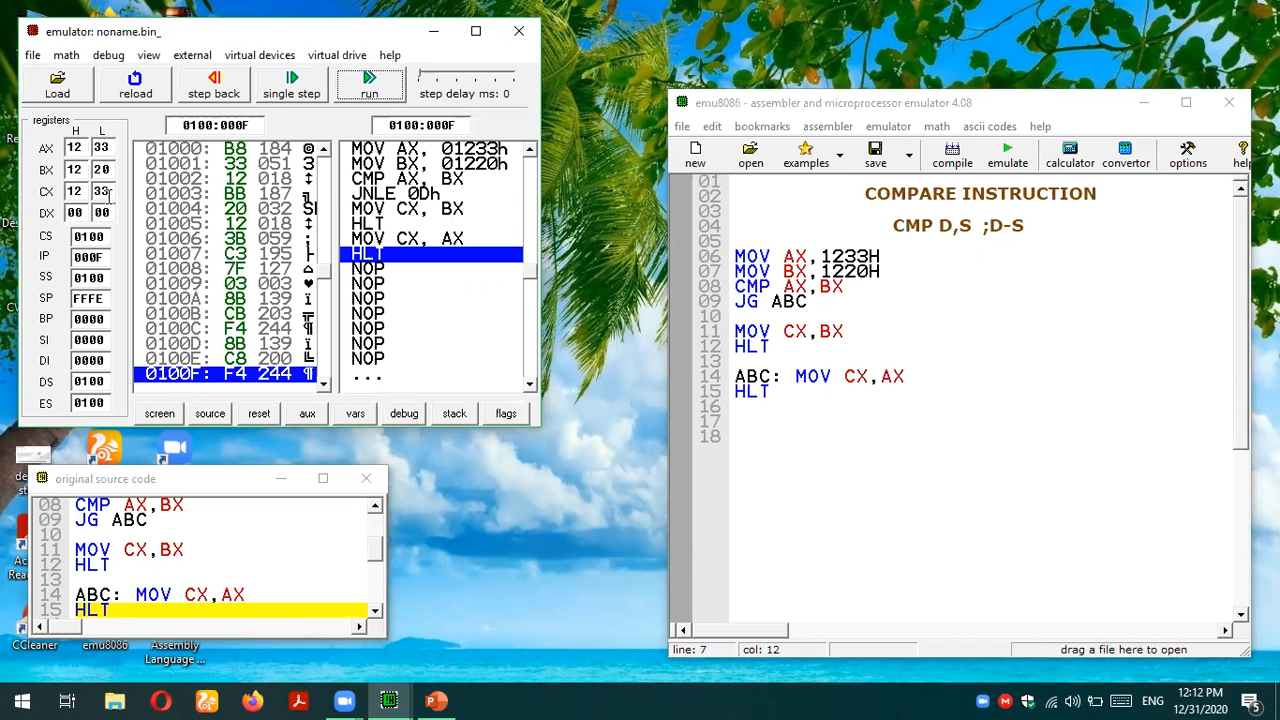 emulator: noname.bin_
file math debug view external virtual devices virtual drive help
Load reload step back single step run step delay ms: 0
registers 0100:000F 0100:000F
H L
AX 12 33
BX 12 20
CX 12 33
DX 00 00
CS 0100
IP 000F
SS 0100
SP FFFE
BP 0000
0000
DI 0000
DS 0100
ES 0100
01000: B8 184
01001: 33 051 3
01002: 12 018 ↕
01003: BB 187 ╗
01004: 20 032
01005: 12 018 ↕
01006: 3B 059 ;
01007: C3 195 ├
01008: 7F 127 ⌂
01009: 03 003 ♥
0100A: 8B 139 ï
0100B: CB 203 ╦
0100C: F4 244 ¶
0100D: 8B 139 ï
0100E: C8 200 ╚
0100F: F4 244 ¶
MOV AX, 01233h
MOV BX, 01220h
CMP AX, BX
JNLE 0Dh
MOV CX, BX
HLT
MOV CX, AX
HLT
NOP
NOP
NOP
NOP
NOP
NOP
NOP
...
screen source reset aux vars debug stack flags
original source code
08 CMP AX,BX
09 JG ABC
10
11 MOV CX,BX
12 HLT
13
14 ABC: MOV CX,AX
15 HLT
emu8086 - assembler and microprocessor emulator 4.08
file edit bookmarks assembler emulator math ascii codes help
new open examples save compile emulate calculator convertor options help
01
02 COMPARE INSTRUCTION
03
04 CMP D,S ;D-S
05
06 MOV AX,1233H
07 MOV BX,1220H
08 CMP AX,BX
09 JG ABC
10
11 MOV CX,BX
12 HLT
13
14 ABC: MOV CX,AX
15 HLT
16
17
18
line: 7 col: 12 drag a file here to open
CCleaner
emu8086
Assembly
Language ...
ENG
12:12 PM
12/31/2020
5